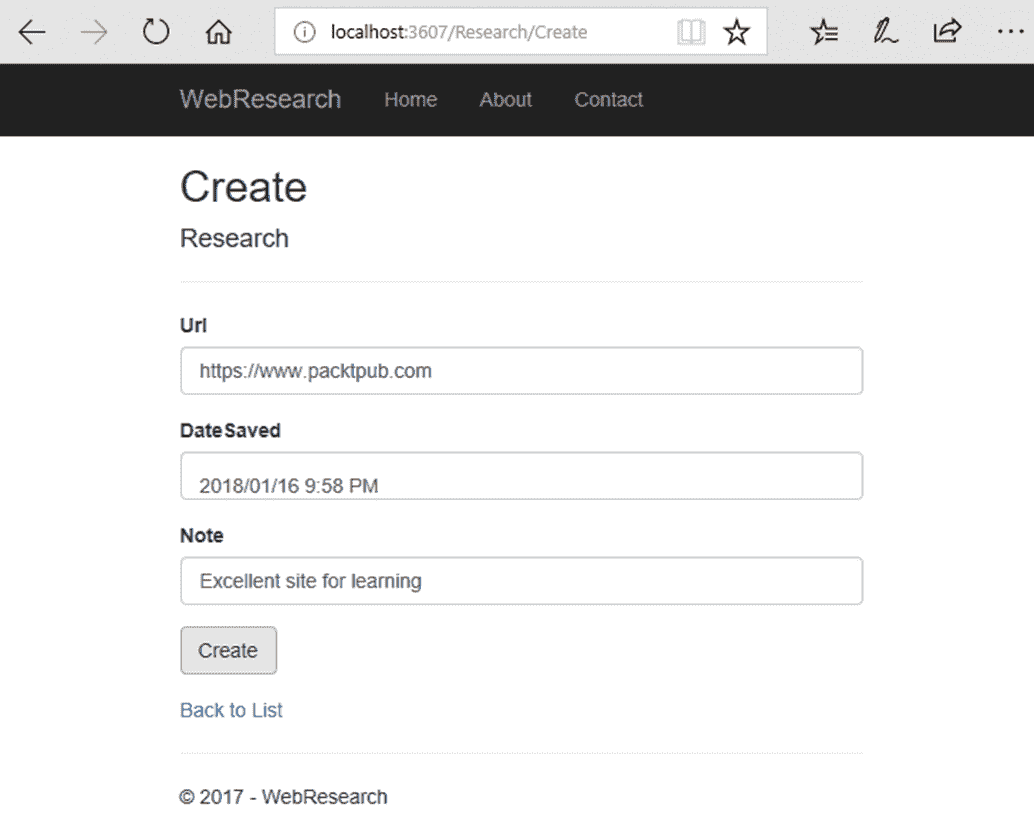 localhost:3607/Research/Create
WebResearch Home About Contact
Create
Research
Url
https://www.packtpub.com
DateSaved
2018/01/16 9:58 PM
Note
Excellent site for learning
Create
Back to List
© 2017 - WebResearch